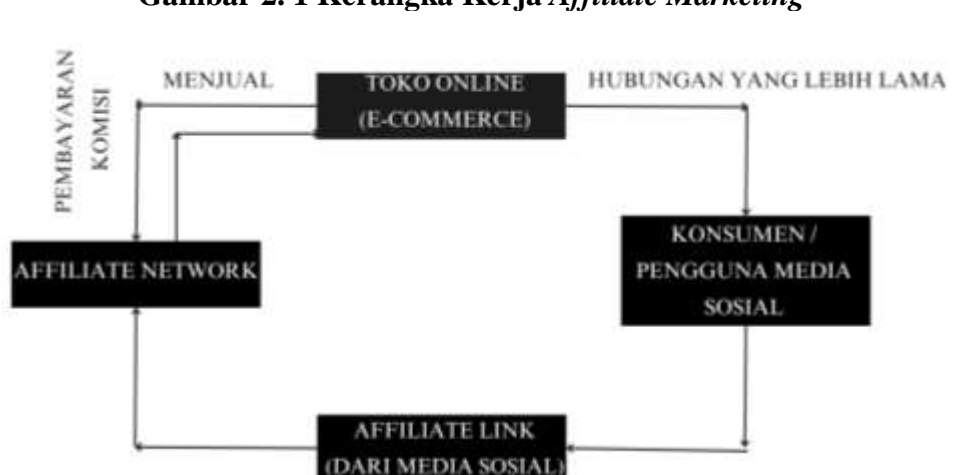 Gambar 2. 1 Kerangka Kerja Affiliate Marketing
PEMBAYARAN
KOMISI
MENJUAL
TOKO ONLINE
(E-COMMERCE)
HUBUNGAN YANG LEBIH LAMA
AFFILIATE NETWORK
KONSUMEN /
PENGGUNA MEDIA
SOSIAL
AFFILIATE LINK
(DARI MEDIA SOSIAL)